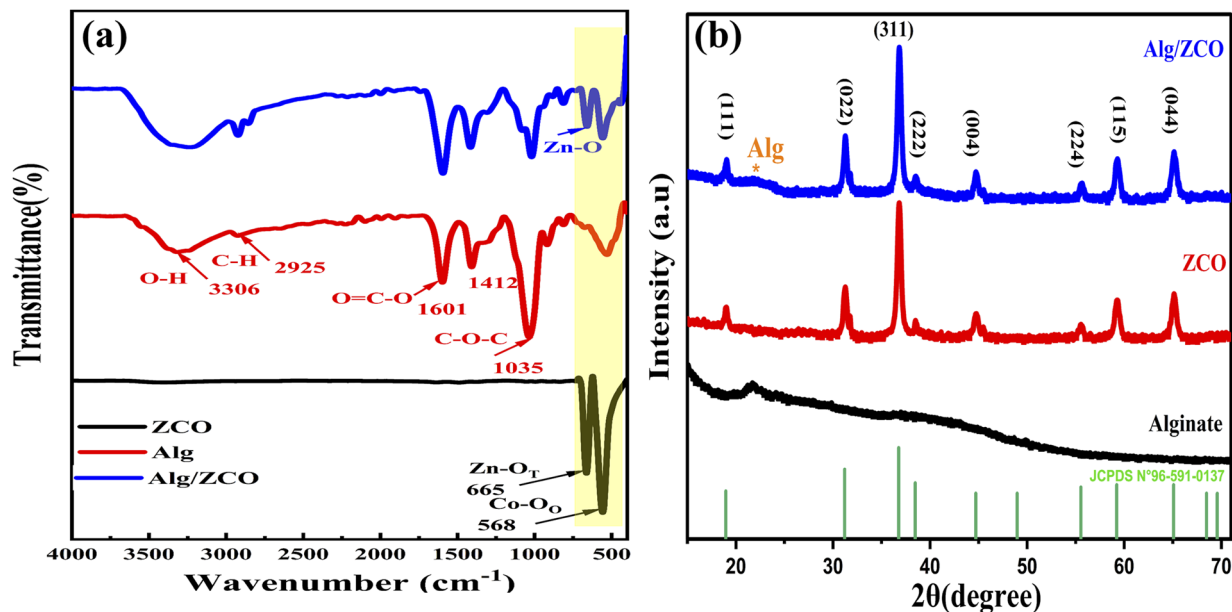 (a)
Transmittance(%)
Zn-O
O-H
3306
C-H
2925
O=C-O
1601
1412
C-O-C
1035
ZCO
Alg
Alg/ZCO
Zn-O_T
665
Co-O_O
568
4000 3500 3000 2500 2000 1500 1000 500
Wavenumber (cm⁻¹)
(b)
Intensity (a.u)
(111)
(022)
(311)
(222)
(004)
(224)
(115)
(044)
Alg/ZCO
Alg
*
ZCO
Alginate
JCPDS N°96-591-0137
20 30 40 50 60 70
2θ(degree)